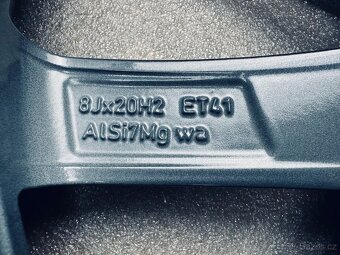 8Jx20H2 ET41
AlSi7Mg wa